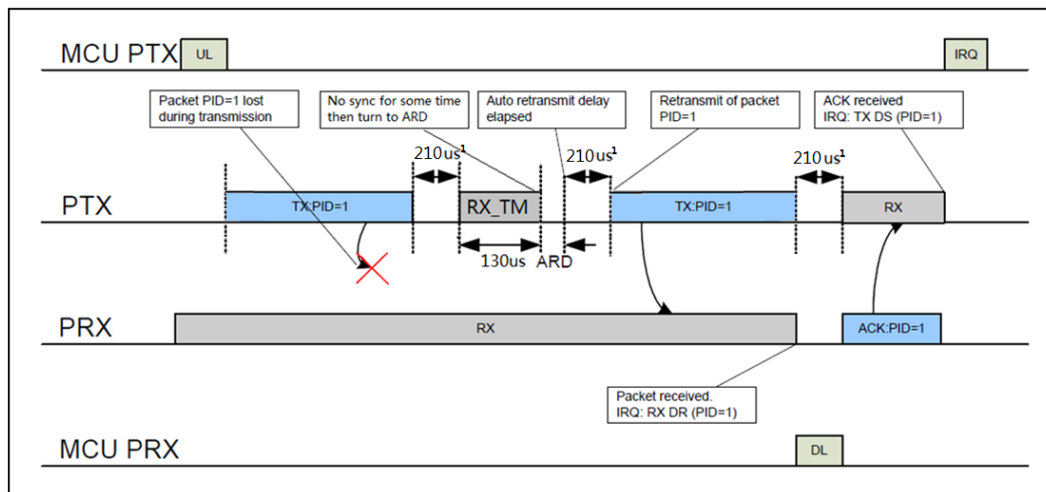 MCU PTX
UL
IRQ
Packet PID=1 lost
during transmission
No sync for some time
then turn to ARD
Auto retransmit delay
elapsed
Retransmit of packet
PID=1
ACK received
IRQ: TX DS (PID=1)
210us¹
210us¹
210us¹
PTX
TX:PID=1
RX_TM
TX:PID=1
RX
130us
ARD
PRX
RX
ACK:PID=1
Packet received.
IRQ: RX DR (PID=1)
MCU PRX
DL